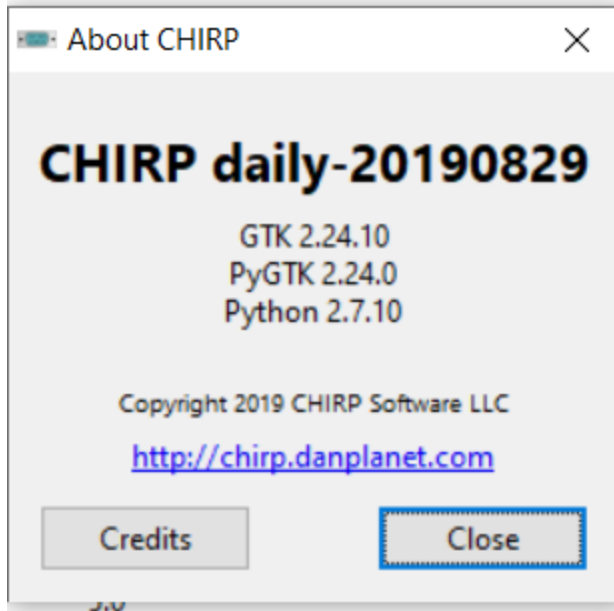 About CHIRP
CHIRP daily-20190829
GTK 2.24.10
PyGTK 2.24.0
Python 2.7.10
Copyright 2019 CHIRP Software LLC
http://chirp.danplanet.com
Credits Close